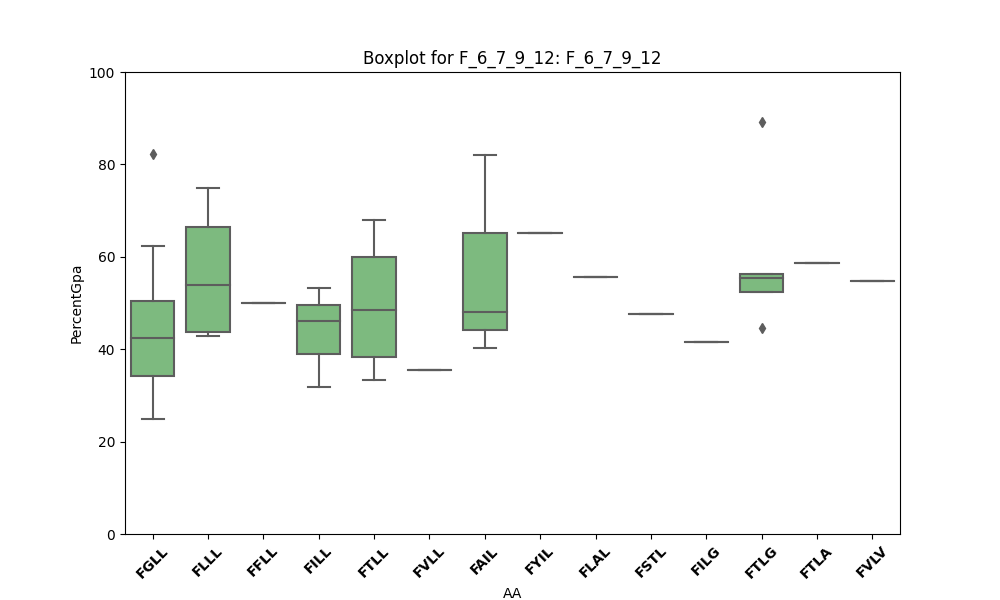 Boxplot for F_6_7_9_12: F_6_7_9_12
100
80
60
40
20
0
PercentGpa
FGLL FLLL FFLL FILL FTLL FVLL FAIL FYIL FLAL FSTL FILG FTLG FTLA FVLV
AA